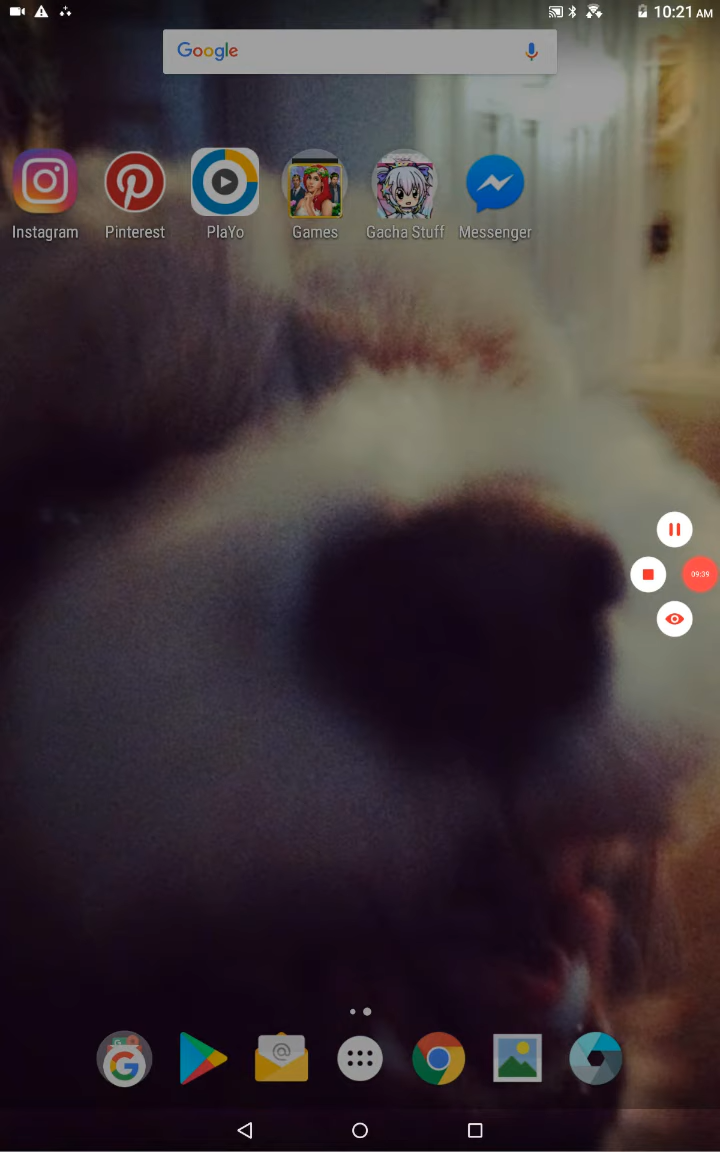 10:21 AM
Google
Instagram
Pinterest
PlaYo
Games
Gacha Stuff
Messenger
09:39